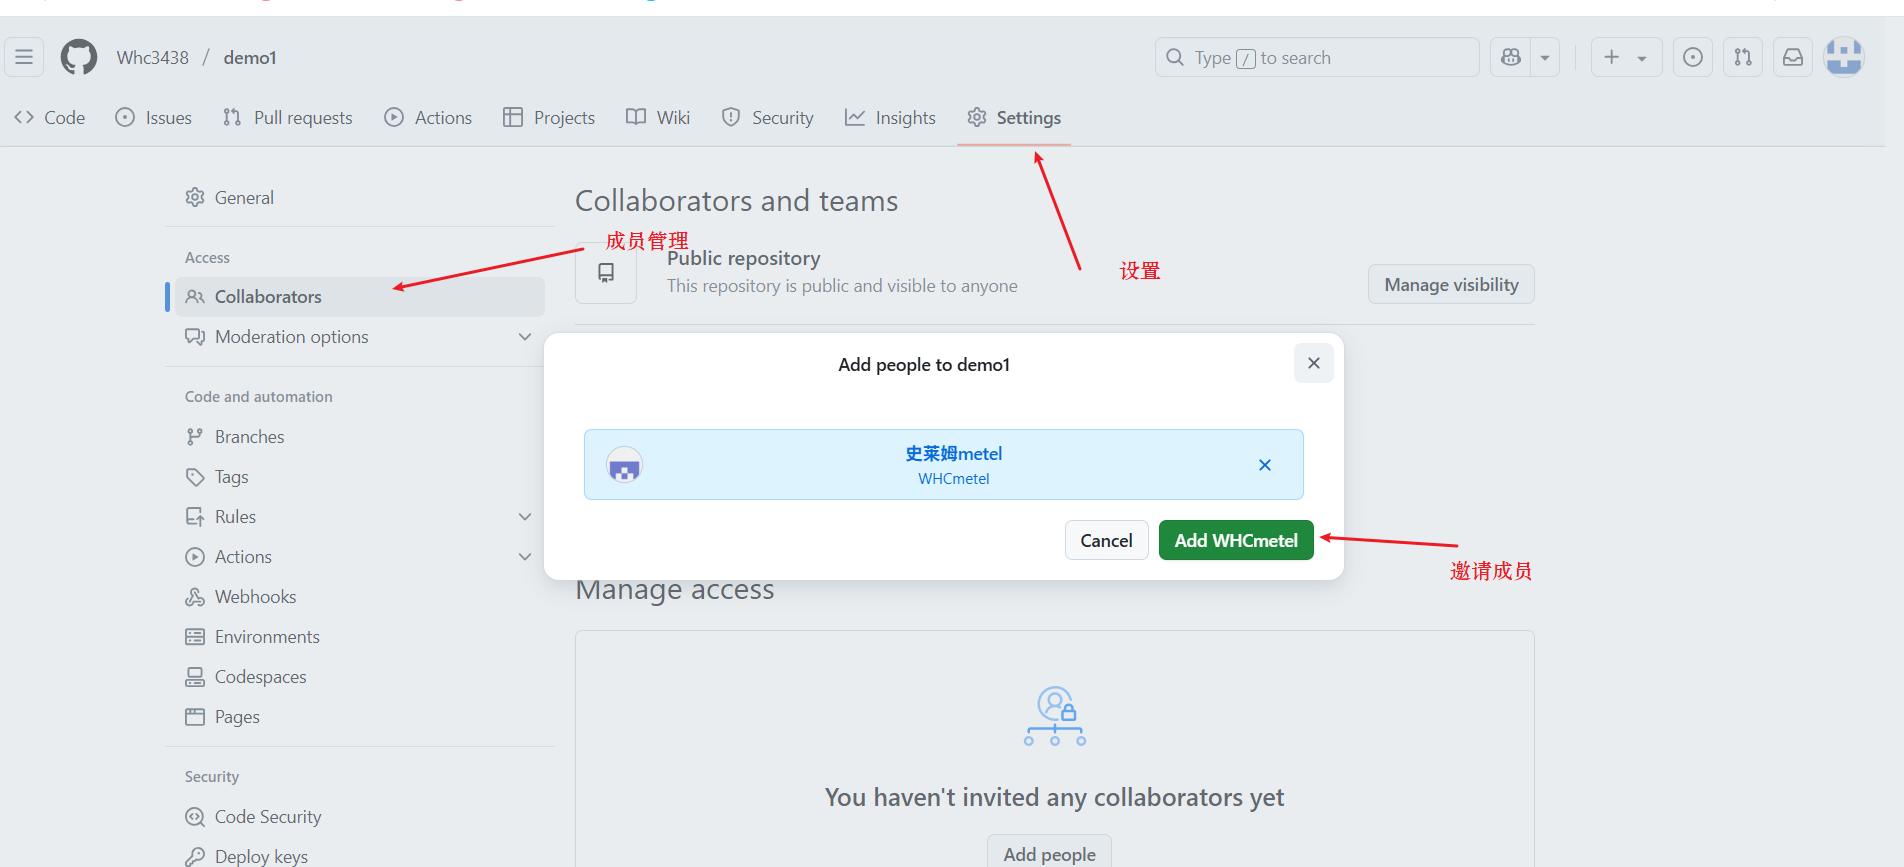 Whc3438 / demo1
Type / to search
Code
Issues
Pull requests
Actions
Projects
Wiki
Security
Insights
Settings
General
Access
Collaborators
Moderation options
Code and automation
Branches
Tags
Rules
Actions
Webhooks
Environments
Codespaces
Pages
Security
Code Security
Deploy keys
Collaborators and teams
成员管理
设置
Public repository
This repository is public and visible to anyone
Manage visibility
Add people to demo1
史莱姆metel
WHCmetel
Cancel
Add WHCmetel
邀请成员
Manage access
You haven't invited any collaborators yet
Add people